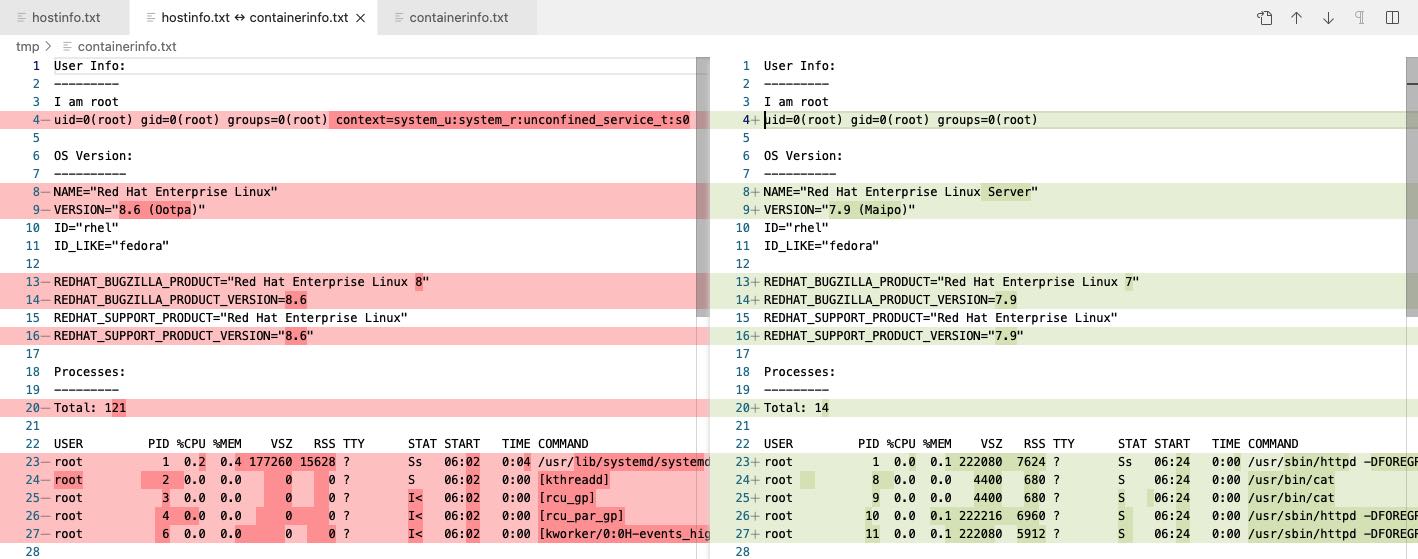 hostinfo.txt
hostinfo.txt ↔ containerinfo.txt ×
containerinfo.txt
tmp > containerinfo.txt
1 User Info:
2 ---------
3 I am root
4— uid=0(root) gid=0(root) groups=0(root) context=system_u:system_r:unconfined_service_t:s0
5
6 OS Version:
7 ----------
8— NAME="Red Hat Enterprise Linux"
9— VERSION="8.6 (Ootpa)"
10 ID="rhel"
11 ID_LIKE="fedora"
12
13— REDHAT_BUGZILLA_PRODUCT="Red Hat Enterprise Linux 8"
14— REDHAT_BUGZILLA_PRODUCT_VERSION=8.6
15 REDHAT_SUPPORT_PRODUCT="Red Hat Enterprise Linux"
16— REDHAT_SUPPORT_PRODUCT_VERSION="8.6"
17
18 Processes:
19 ---------
20— Total: 121
21
22 USER PID %CPU %MEM VSZ RSS TTY STAT START TIME COMMAND
23— root 1 0.2 0.4 177260 15628 ? Ss 06:02 0:04 /usr/lib/systemd/systemd
24— root 2 0.0 0.0 0 0 ? S 06:02 0:00 [kthreadd]
25— root 3 0.0 0.0 0 0 ? I< 06:02 0:00 [rcu_gp]
26— root 4 0.0 0.0 0 0 ? I< 06:02 0:00 [rcu_par_gp]
27— root 6 0.0 0.0 0 0 ? I< 06:02 0:00 [kworker/0:0H-events_hig
28
1 User Info:
2 ---------
3 I am root
4+ uid=0(root) gid=0(root) groups=0(root)
5
6 OS Version:
7 ----------
8+ NAME="Red Hat Enterprise Linux Server"
9+ VERSION="7.9 (Maipo)"
10 ID="rhel"
11 ID_LIKE="fedora"
12
13+ REDHAT_BUGZILLA_PRODUCT="Red Hat Enterprise Linux 7"
14+ REDHAT_BUGZILLA_PRODUCT_VERSION=7.9
15 REDHAT_SUPPORT_PRODUCT="Red Hat Enterprise Linux"
16+ REDHAT_SUPPORT_PRODUCT_VERSION="7.9"
17
18 Processes:
19 ---------
20+ Total: 14
21
22 USER PID %CPU %MEM VSZ RSS TTY STAT START TIME COMMAND
23+ root 1 0.0 0.1 222080 7624 ? Ss 06:24 0:00 /usr/sbin/httpd -DFOREGR
24+ root 8 0.0 0.0 4400 680 ? S 06:24 0:00 /usr/bin/cat
25+ root 9 0.0 0.0 4400 680 ? S 06:24 0:00 /usr/bin/cat
26+ root 10 0.0 0.1 222216 6960 ? S 06:24 0:00 /usr/sbin/httpd -DFOREGR
27+ root 11 0.0 0.1 222080 5912 ? S 06:24 0:00 /usr/sbin/httpd -DFOREGR
28